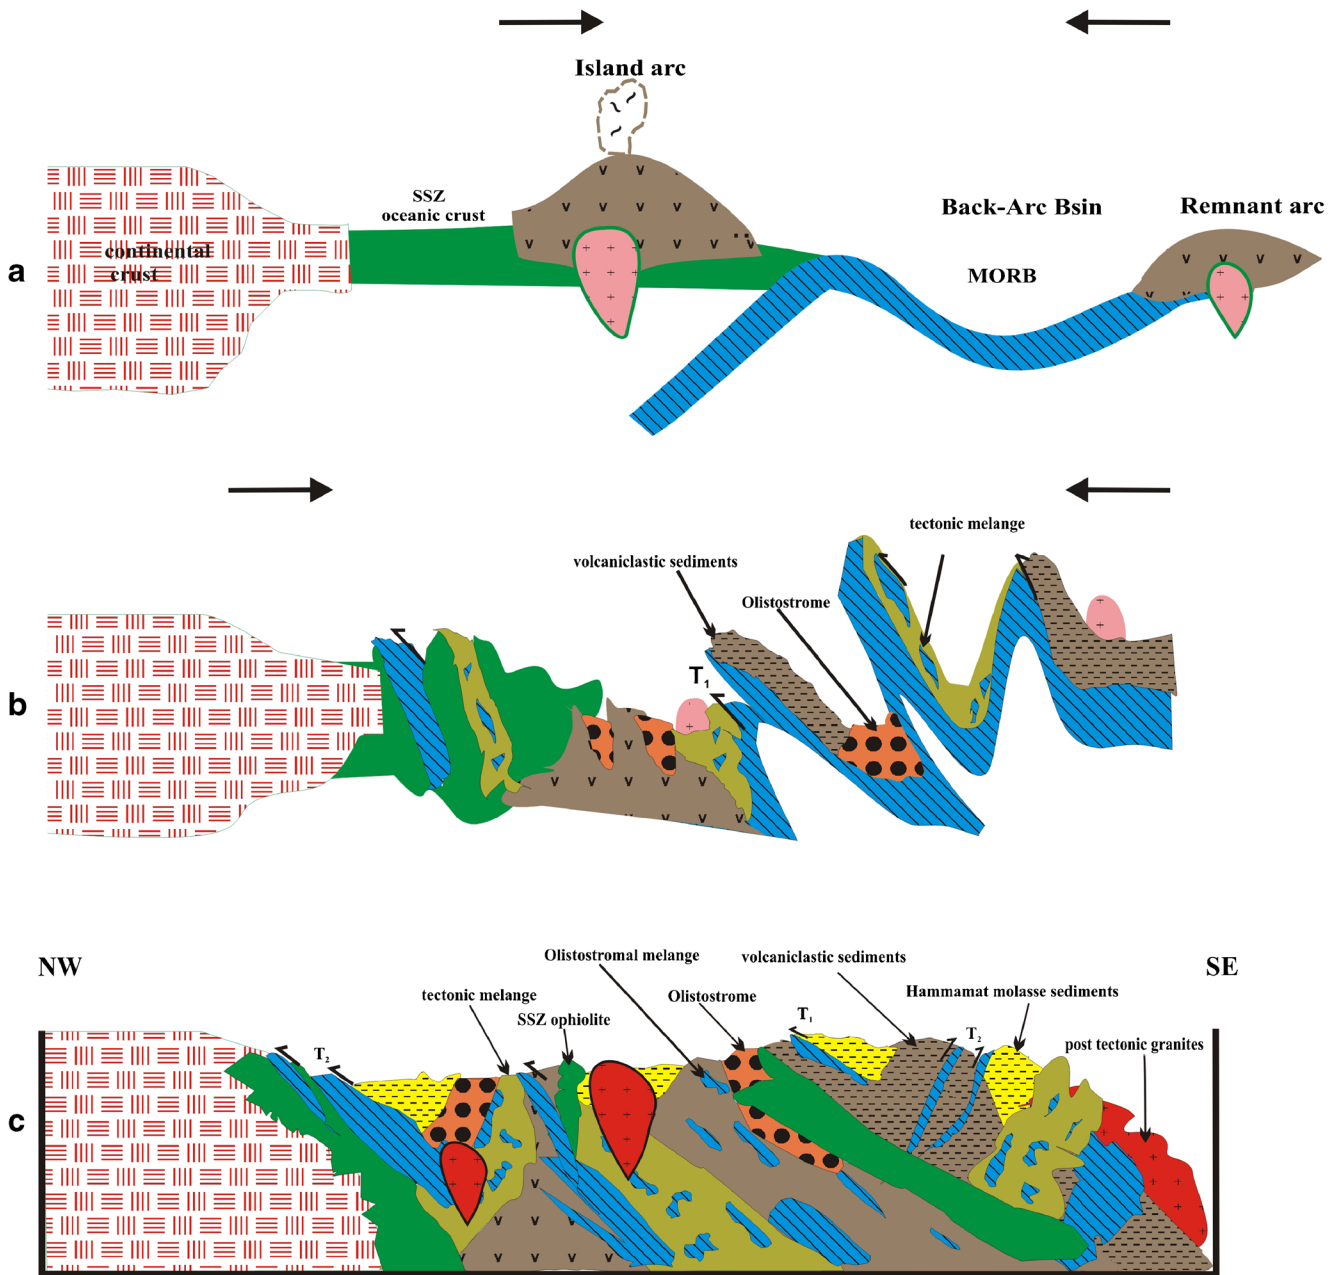 Island arc
SSZ
oceanic crust
Back-Arc Bsin
Remnant arc
continental
crust
a
MORB
tectonic melange
volcaniclastic sediments
Olistostrome
T1
b
NW
Olistostromal melange
volcaniclastic sediments
SE
tectonic melange
Olistostrome
Hammamat molasse sediments
SSZ ophiolite
T1
T2
T2
post tectonic granites
c